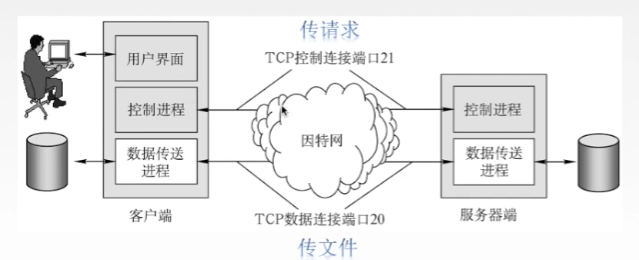 传请求
TCP控制连接端口21
用户界面
控制进程
控制进程
因特网
数据传送
进程
数据传送
进程
客户端
TCP数据连接端口20
服务器端
传文件